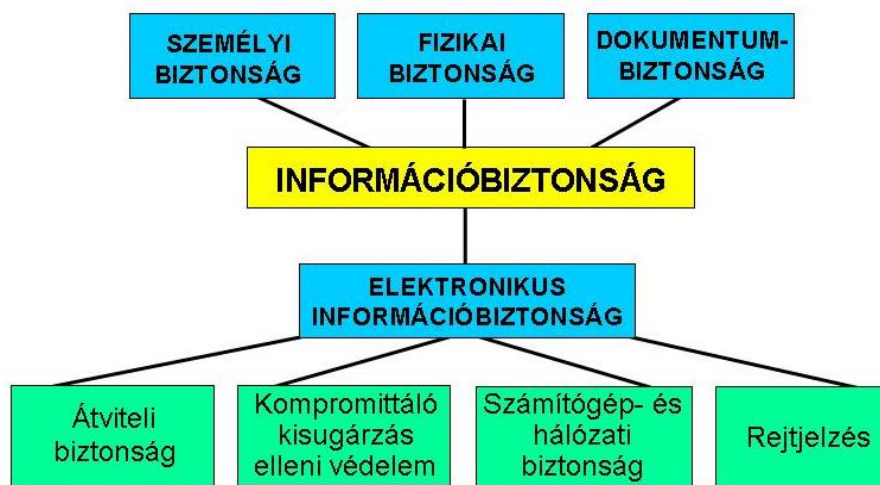 SZEMÉLYI
BIZTONSÁG
FIZIKAI
BIZTONSÁG
DOKUMENTUM-
BIZTONSÁG
INFORMÁCIÓBIZTONSÁG
ELEKTRONIKUS
INFORMÁCIÓBIZTONSÁG
Átviteli
biztonság
Kompromittáló
kisugárzás
elleni védelem
Számítógép- és
hálózati
biztonság
Rejtjelzés